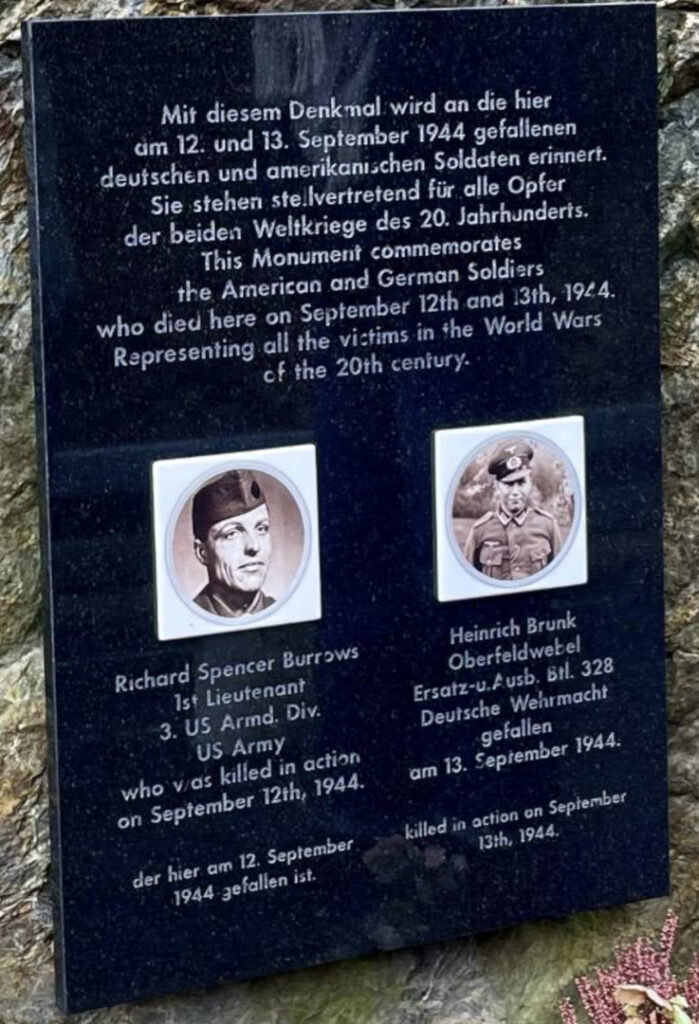 Mit diesem Denkmal wird an die hier
am 12. und 13. September 1944 gefallenen
deutschen und amerikanischen Soldaten erinnert.
Sie stehen stellvertretend für alle Opfer
der beiden Weltkriege des 20. Jahrhunderts.
This Monument commemorates
the American and German Soldiers
who died here on September 12th and 13th, 1944.
Representing all the victims in the World Wars
of the 20th century.
Richard Spencer Burrows
1st Lieutenant
3. US Armd. Div.
US Army
who was killed in action
on September 12th, 1944.
der hier am 12. September
1944 gefallen ist.
Heinrich Brunk
Oberfeldwebel
Ersatz-u.Ausb. Btl. 328
Deutsche Wehrmacht
gefallen
am 13. September 1944.
killed in action on September
13th, 1944.